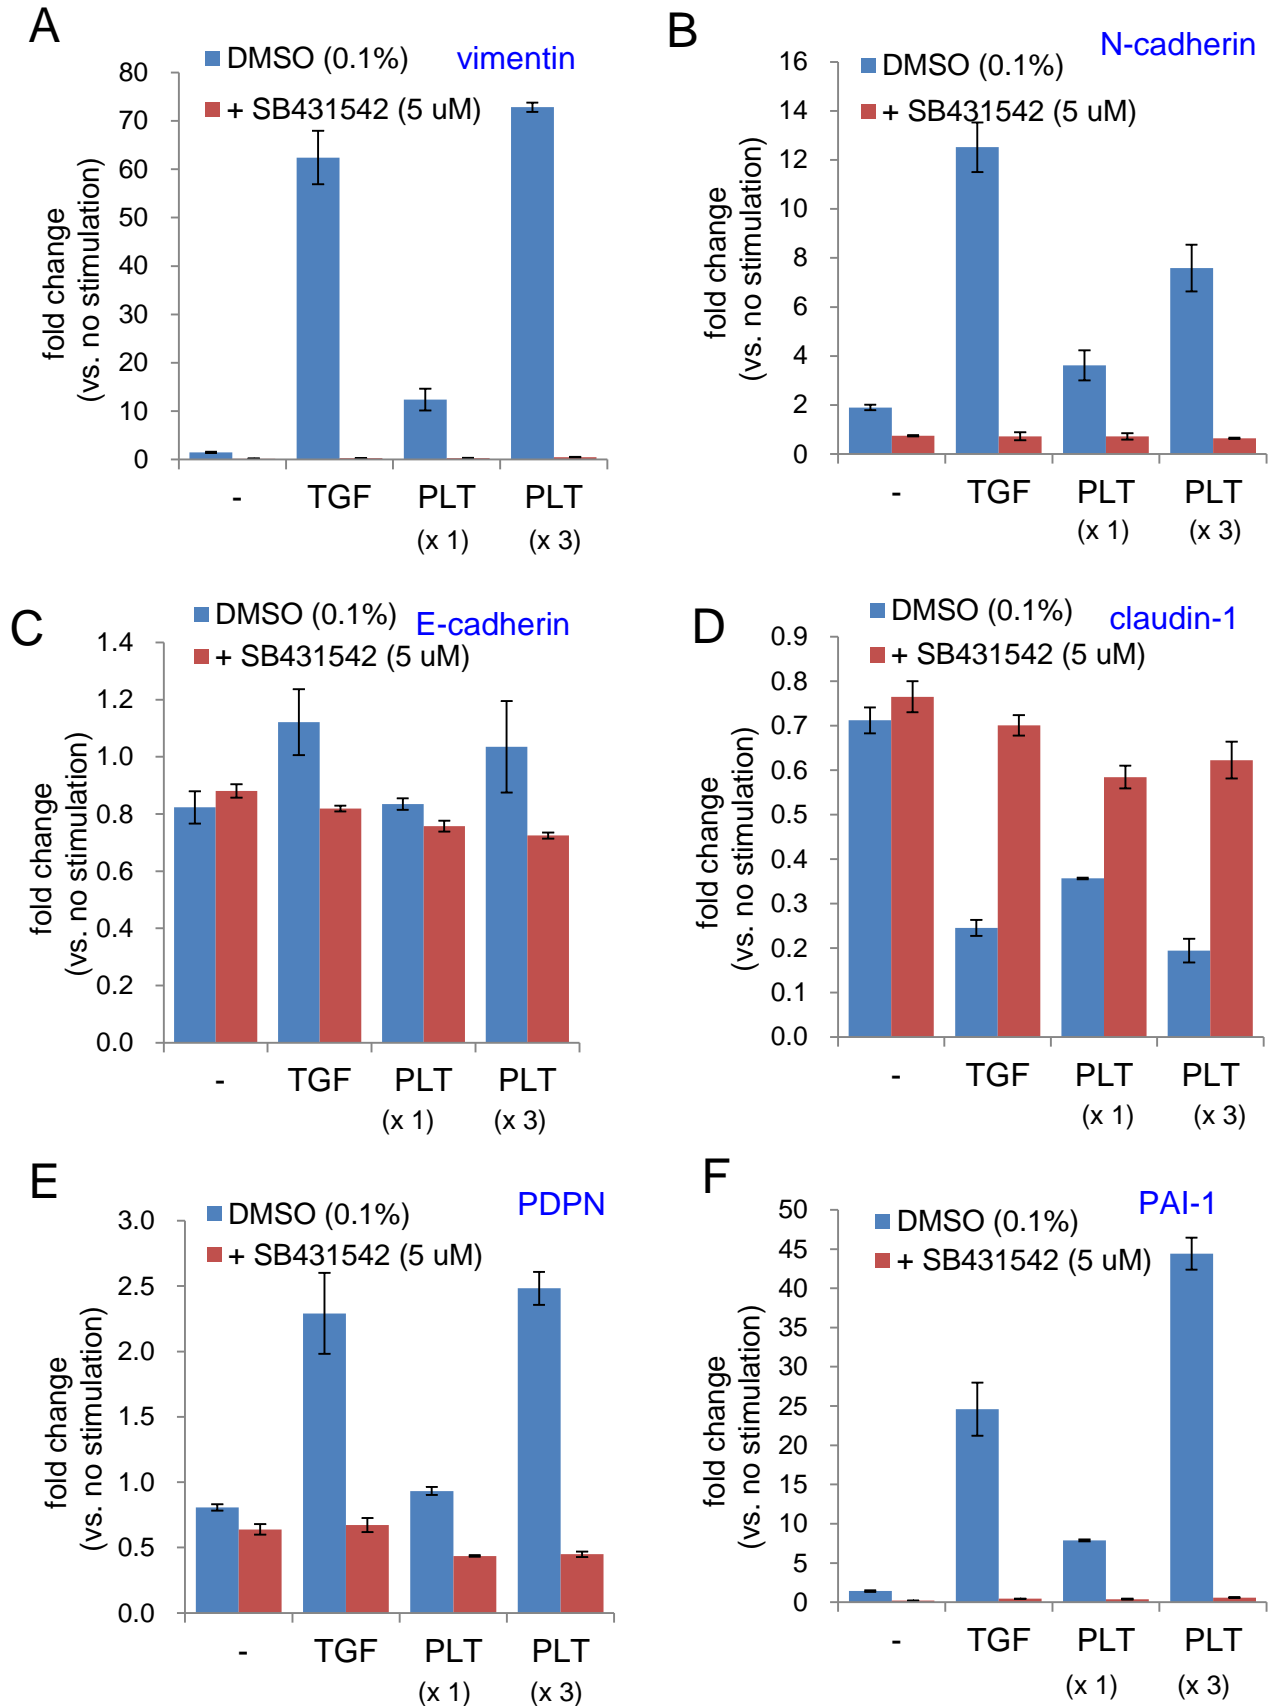 A
DMSO (0.1%)
vimentin
+ SB431542 (5 uM)
80
70
60
50
40
30
20
10
0
fold change
(vs. no stimulation)
- TGF PLT PLT
(x 1) (x 3)
B
N-cadherin
DMSO (0.1%)
+ SB431542 (5 uM)
16
14
12
10
8
6
4
2
0
fold change
(vs. no stimulation)
- TGF PLT PLT
(x 1) (x 3)
C
DMSO (0.1%)
E-cadherin
+ SB431542 (5 uM)
1.4
1.2
1.0
0.8
0.6
0.4
0.2
0.0
fold change
(vs. no stimulation)
- TGF PLT PLT
(x 1) (x 3)
D
DMSO (0.1%)
claudin-1
+ SB431542 (5 uM)
0.9
0.8
0.7
0.6
0.5
0.4
0.3
0.2
0.1
0.0
fold change
(vs. no stimulation)
- TGF PLT PLT
(x 1) (x 3)
E
PDPN
DMSO (0.1%)
+ SB431542 (5 uM)
3.0
2.5
2.0
1.5
1.0
0.5
0.0
fold change
(vs. no stimulation)
- TGF PLT PLT
(x 1) (x 3)
F
PAI-1
DMSO (0.1%)
+ SB431542 (5 uM)
50
45
40
35
30
25
20
15
10
5
0
fold change
(vs. no stimulation)
- TGF PLT PLT
(x 1) (x 3)